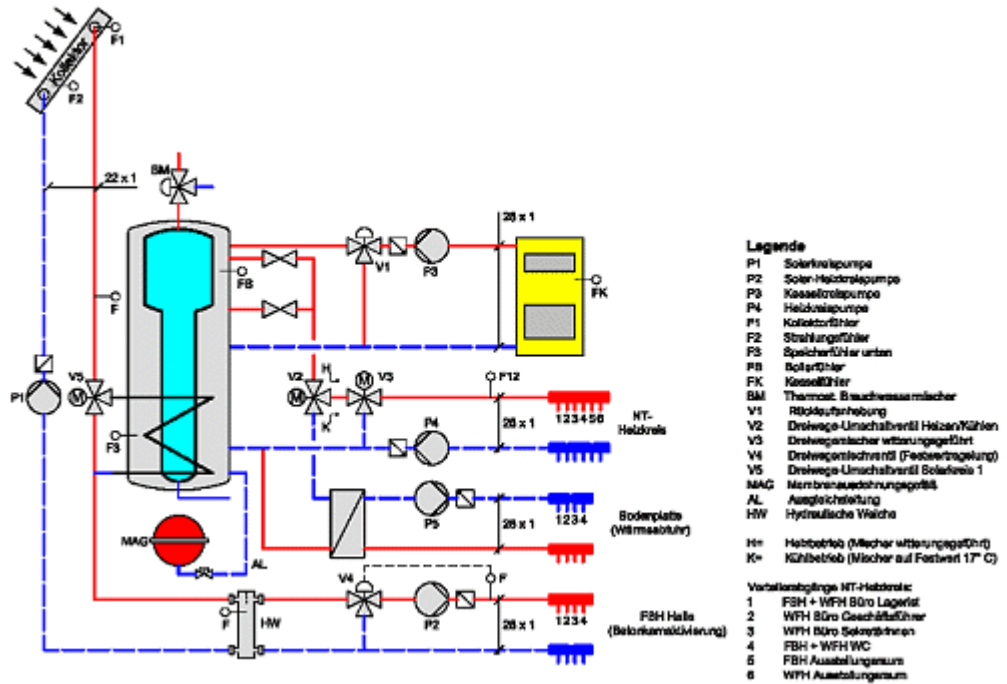 F1
Kollektor
F2
BM
22 x 1
28 x 1
V1
P3
FB
FK
F
V5
P1
M
V2
H
V3
F12
M
M
K
123456
NT-
Heizkreis
26 x 1
P4
F3
P5
1234
Bodenplatte
(Wärmeabfuhr)
26 x 1
MAG
AL
V4
F
F
HW
P2
1234
FBH Halle
(Betonkernaktivierung)
26 x 1
Legende
P1 Solarkreispumpe
P2 Solar-Heizkreispumpe
P3 Kesselkreispumpe
P4 Heizkreispumpe
F1 Kollektorfühler
F2 Strahlungsfühler
F3 Speicherfühler unten
FB Boilerfühler
FK Kesselfühler
BM Thermost. Brauchwassermischer
V1 Rücklaufanhebung
V2 Dreiwege-Umschaltventil Heizen/Kühlen
V3 Dreiwegemischer witterungsgeführt
V4 Dreiwegemischventil (Festwertregelung)
V5 Dreiwege-Umschaltventil Solarkreis 1
MAG Membranausdehnungsgefäß
AL Ausgleichsleitung
HW Hydraulische Weiche
H= Heizbetrieb (Mischer witterungsgeführt)
K= Kühlbetrieb (Mischer auf Festwert 17° C)
Verteilerabgänge NT-Heizkreis:
1 FBH + WFH Büro Lagerist
2 WFH Büro Geschäftsführer
3 WFH Büro Sekretärinnen
4 FBH + WFH WC
5 FBH Ausstellungsraum
6 WFH Ausstellungsraum